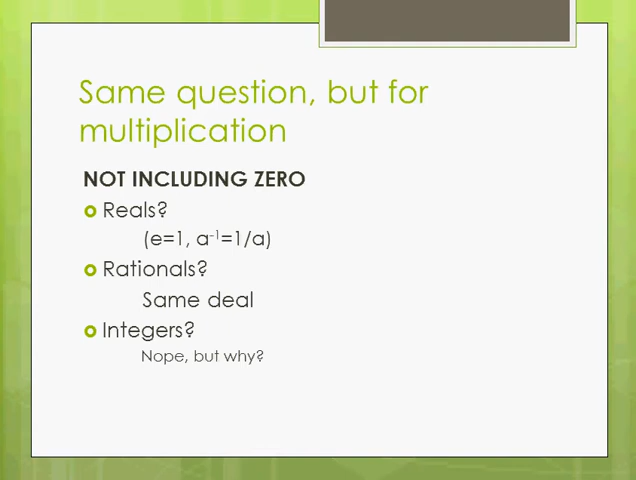 Same question, but for
multiplication
NOT INCLUDING ZERO
Reals?
(e=1, a⁻¹=1/a)
Rationals?
Same deal
Integers?
Nope, but why?